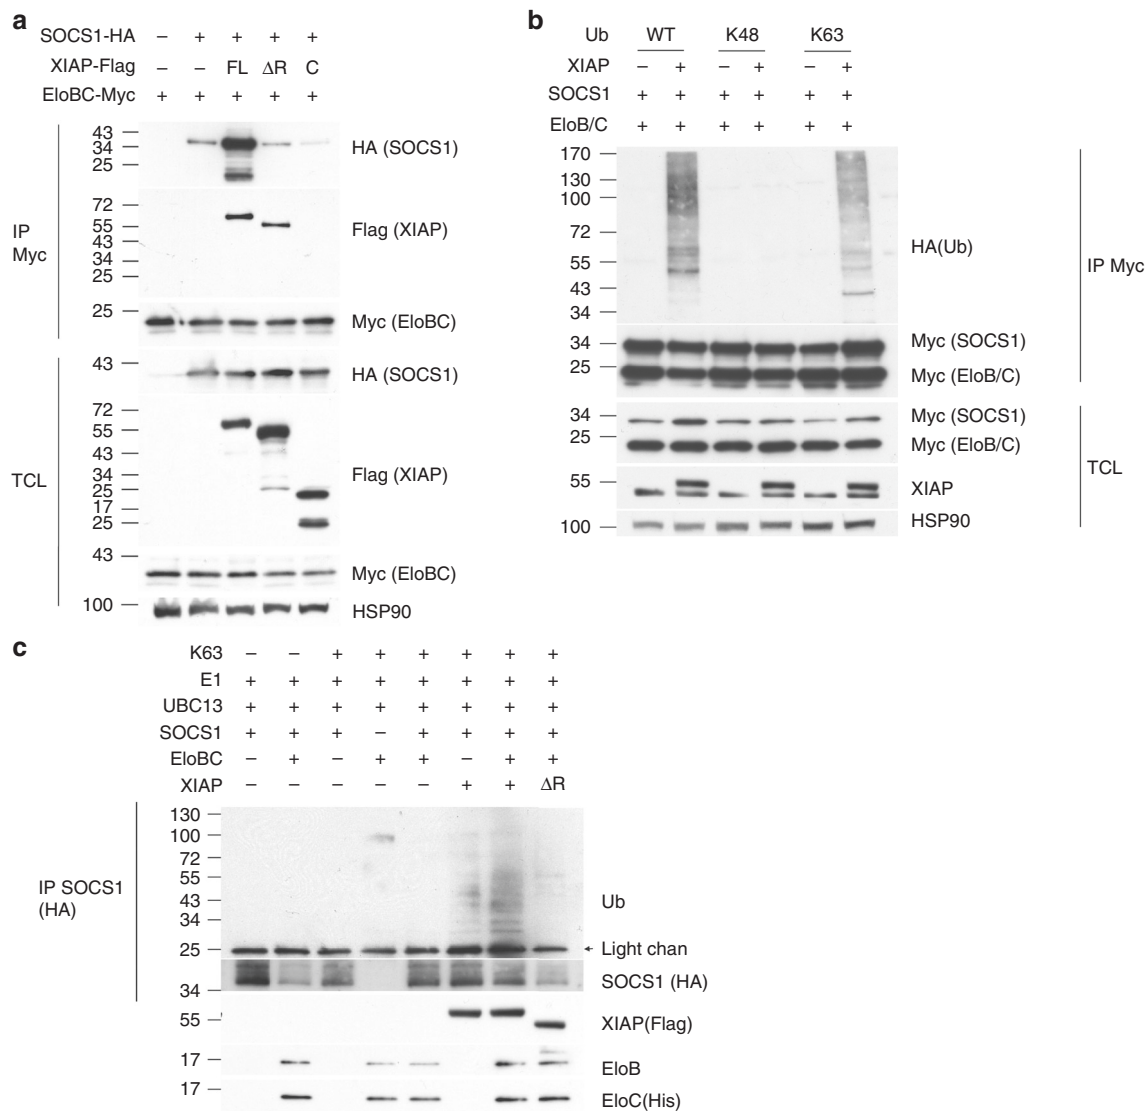 a
SOCS1-HA – + + + +
XIAP-Flag – – FL ΔR C
EloBC-Myc + + + + +
IP Myc
43
34
25
HA (SOCS1)
72
55
43
34
25
Flag (XIAP)
25
Myc (EloBC)
TCL
43
HA (SOCS1)
72
55
43
34
25
17
25
Flag (XIAP)
43
Myc (EloBC)
100
HSP90
b
Ub WT K48 K63
XIAP – + – + – +
SOCS1 + + + + + +
EloB/C + + + + + +
170
130
100
72
55
43
34
HA(Ub)
IP Myc
34
Myc (SOCS1)
25
Myc (EloB/C)
34
Myc (SOCS1)
25
Myc (EloB/C)
TCL
55
XIAP
100
HSP90
c
K63 – – + + + + + +
E1 + + + + + + + +
UBC13 + + + + + + + +
SOCS1 + + + – + + + +
EloBC – + – + + – + +
XIAP – – – – – + + ΔR
IP SOCS1
(HA)
130
100
72
55
43
34
25
Ub
Light chan
SOCS1 (HA)
34
55
XIAP(Flag)
17
EloB
17
EloC(His)